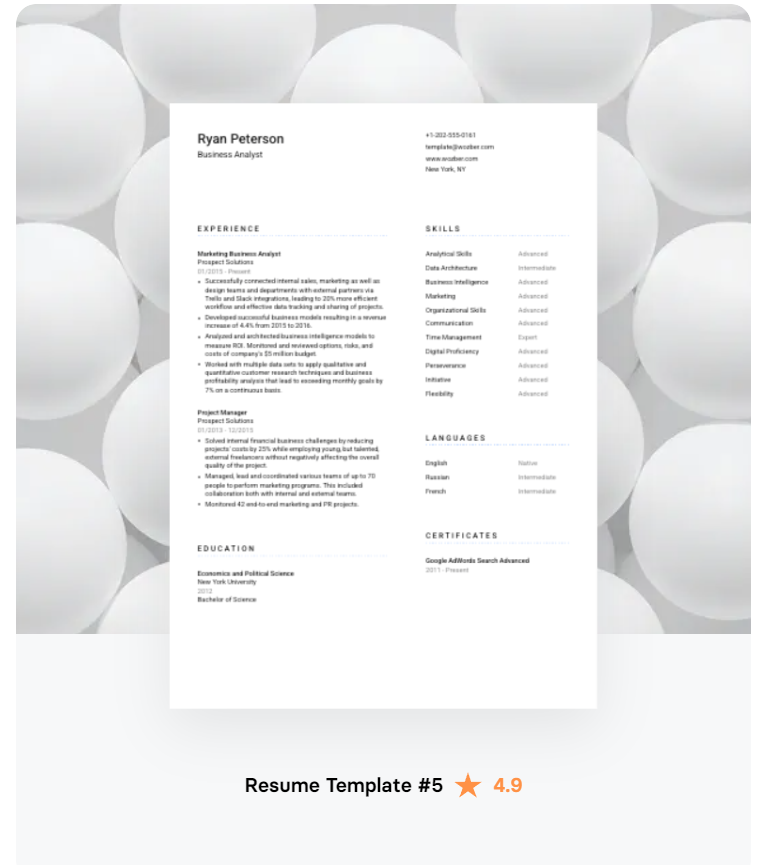 Ryan Peterson
Business Analyst
+1-202-555-0161
template@wozber.com
www.wozber.com
New York, NY
EXPERIENCE
Marketing Business Analyst
Prospect Solutions
01/2015 - Present
• Successfully connected internal sales, marketing as well as
design teams and departments with external partners via
Trello and Slack integrations, leading to 20% more efficient
workflow and effective data tracking and sharing of projects.
• Developed successful business models resulting in a revenue
increase of 4.4% from 2015 to 2016.
• Analyzed and architected business intelligence models to
measure ROI. Monitored and reviewed options, risks, and
costs of company's $5 million budget.
• Worked with multiple data sets to apply qualitative and
quantitative customer research techniques and business
profitability analysis that lead to exceeding monthly goals by
7% on a continuous basis.
Project Manager
Prospect Solutions
01/2013 - 12/2015
• Solved internal financial business challenges by reducing
projects' costs by 25% while employing young, but talented,
external freelancers without negatively affecting the overall
quality of the project.
• Managed, lead and coordinated various teams of up to 70
people to perform marketing programs. This included
collaboration both with internal and external teams.
• Monitored 42 end-to-end marketing and PR projects.
EDUCATION
Economics and Political Science
New York University
2012
Bachelor of Science
SKILLS
Analytical Skills Advanced
Data Architecture Intermediate
Business Intelligence Advanced
Marketing Advanced
Organizational Skills Advanced
Communication Advanced
Time Management Expert
Digital Proficiency Advanced
Perseverance Advanced
Initiative Advanced
Flexibility Advanced
LANGUAGES
English Native
Russian Intermediate
French Intermediate
CERTIFICATES
Google AdWords Search Advanced
2011 - Present
Resume Template #5 ★ 4.9